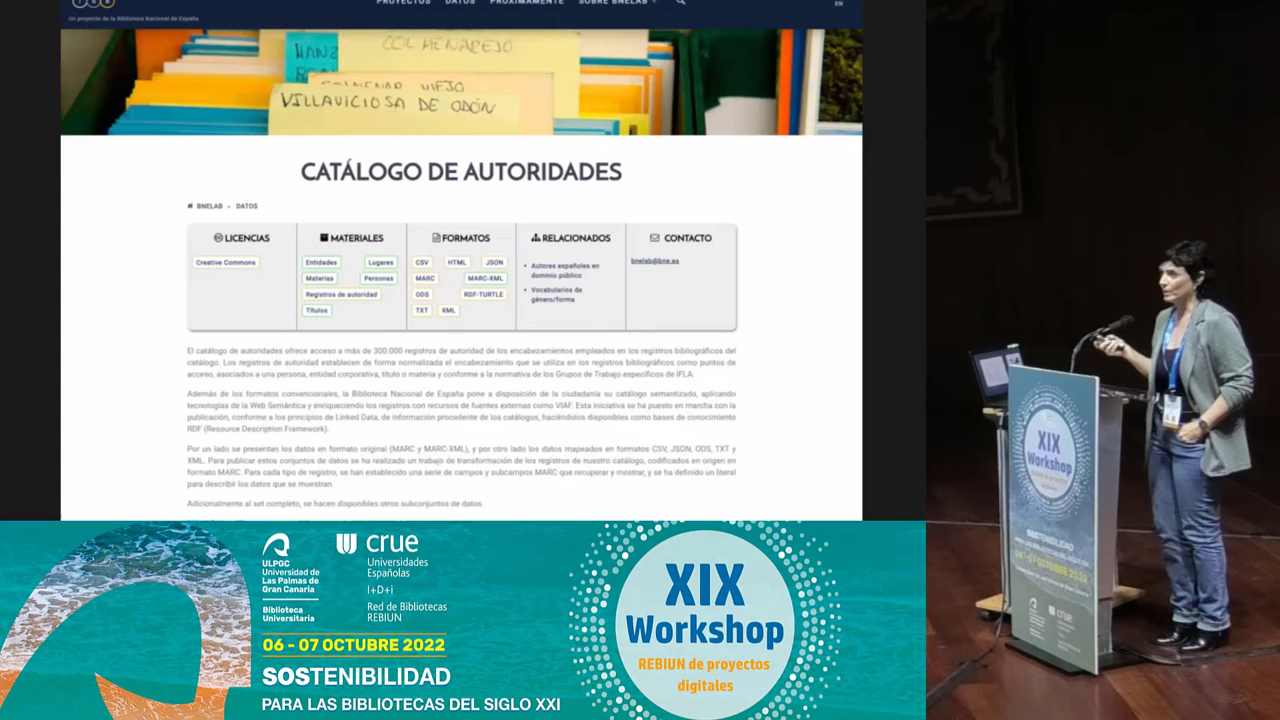 Un proyecto de la Biblioteca Nacional de España
PROYECTOS DATOS PRÓXIMAMENTE SOBRE BNELAB
EN
HANZ
COLMENAREJO
COLMENAR VIEJO
VILLAVICIOSA DE ODÓN
CATÁLOGO DE AUTORIDADES
BNELAB DATOS
LICENCIAS
Creative Commons
MATERIALES
Entidades Lugares
Materias Personas
Registros de autoridad
Títulos
FORMATOS
CSV HTML JSON
MARC MARC-XML
ODS RDF-TURTLE
TXT XML
RELACIONADOS
• Autores españoles en
dominio público
• Vocabularios de
género/forma
CONTACTO
bnelab@bne.es
El catálogo de autoridades ofrece acceso a más de 300.000 registros de autoridad de los encabezamientos empleados en los registros bibliográficos del
catálogo. Los registros de autoridad establecen de forma normalizada el encabezamiento que se utiliza en los registros bibliográficos como puntos de
acceso, asociados a una persona, entidad corporativa, título o materia y conforme a la normativa de los Grupos de Trabajo específicos de IFLA.
Además de los formatos convencionales, la Biblioteca Nacional de España pone a disposición de la ciudadanía su catálogo semantizado, aplicando
tecnologías de la Web Semántica y enriqueciendo los registros con recursos de fuentes externas como VIAF. Esta iniciativa se ha puesto en marcha con la
publicación, conforme a los principios de Linked Data, de información procedente de los catálogos, haciéndolos disponibles como bases de conocimiento
RDF (Resource Description Framework).
Por un lado se presentan los datos en formato original (MARC y MARC-XML), y por otro lado los datos mapeados en formatos CSV, JSON, ODS, TXT y
XML. Para publicar estos conjuntos de datos se ha realizado un trabajo de transformación de los registros de nuestro catálogo, codificados en origen en
formato MARC. Para cada tipo de registro, se han establecido una serie de campos y subcampos MARC que recuperar y mostrar, y se ha definido un literal
para describir los datos que se muestran.
Adicionalmente al set completo, se hacen disponibles otros subconjuntos de datos.
ULPGC
Universidad de
Las Palmas de
Gran Canaria
Biblioteca
Universitaria
crue
Universidades
Españolas
I+D+i
Red de Bibliotecas
REBIUN
06 - 07 OCTUBRE 2022
SOSTENIBILIDAD
PARA LAS BIBLIOTECAS DEL SIGLO XXI
XIX
Workshop
REBIUN de proyectos
digitales
XIX
Workshop
SOSTENIBILIDAD
06 - 07 OCTUBRE 2022
crue